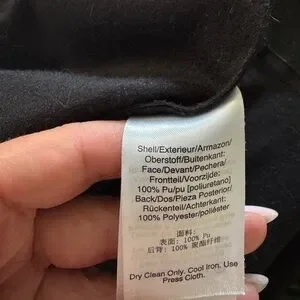 Shell/Exterieur/Armazon/
Oberstoff/Buitenkant:
Face/Devant/Pechera/
Frontteil/Voorzijde:
100% Pu/pu [poliuretano]
Back/Dos/Pieza Posterior/
Rückenteil/Achterkant:
100% Polyester/poliéster
面料:
表面: 100% Pu
后背: 100% 聚酯纤维
Dry Clean Only. Cool Iron. Use
Press Cloth.